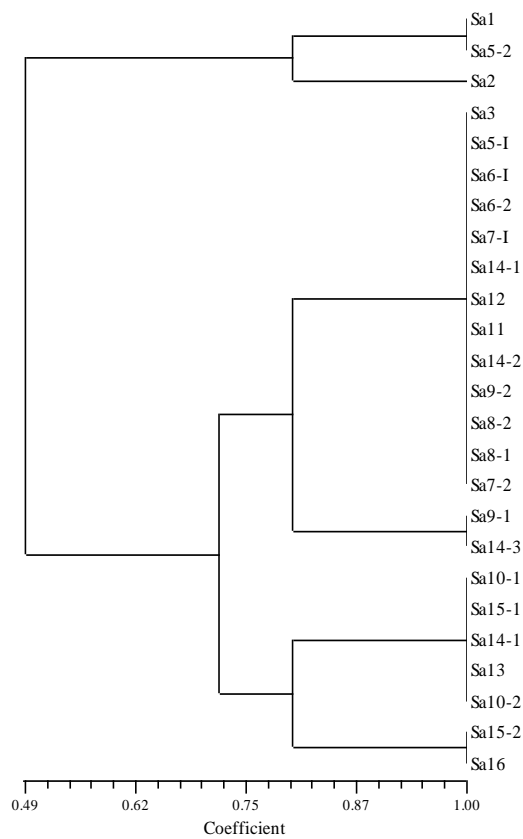 Sa1
Sa5-2
Sa2
Sa3
Sa5-I
Sa6-I
Sa6-2
Sa7-I
Sa14-1
Sa12
Sa11
Sa14-2
Sa9-2
Sa8-2
Sa8-1
Sa7-2
Sa9-1
Sa14-3
Sa10-1
Sa15-1
Sa14-1
Sa13
Sa10-2
Sa15-2
Sa16
0.49 0.62 0.75 0.87 1.00
Coefficient